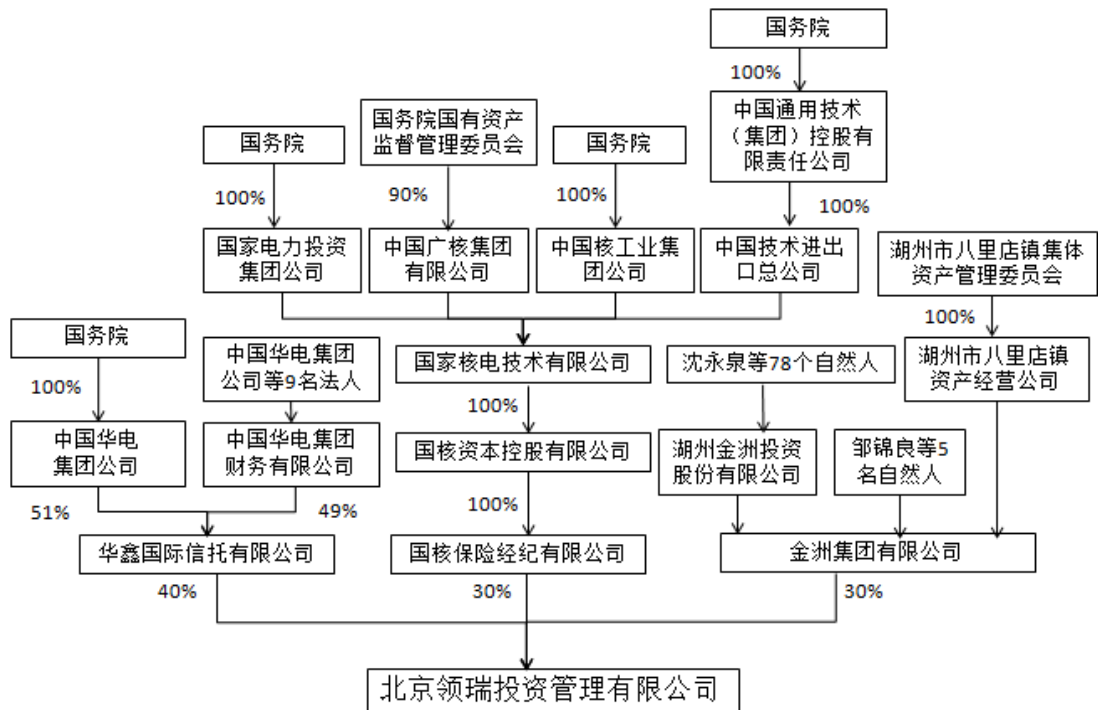 国务院
100%
中国通用技术
（集团）控股有
限责任公司
国务院国有资产
监督管理委员会
国务院
国务院
100%
90%
100%
100%
国家电力投资
集团公司
中国广核集团
有限公司
中国核工业集
团公司
中国技术进出
口总公司
湖州市八里店镇集体
资产管理委员会
国务院
100%
中国华电集团
公司等9名法人
国家核电技术有限公司
沈永泉等78个自然人
湖州市八里店镇
资产经营公司
100%
100%
中国华电
集团公司
中国华电集团
财务有限公司
国核资本控股有限公司
湖州金洲投资
股份有限公司
邹锦良等5
名自然人
51%
49%
100%
华鑫国际信托有限公司
国核保险经纪有限公司
金洲集团有限公司
40%
30%
30%
北京领瑞投资管理有限公司